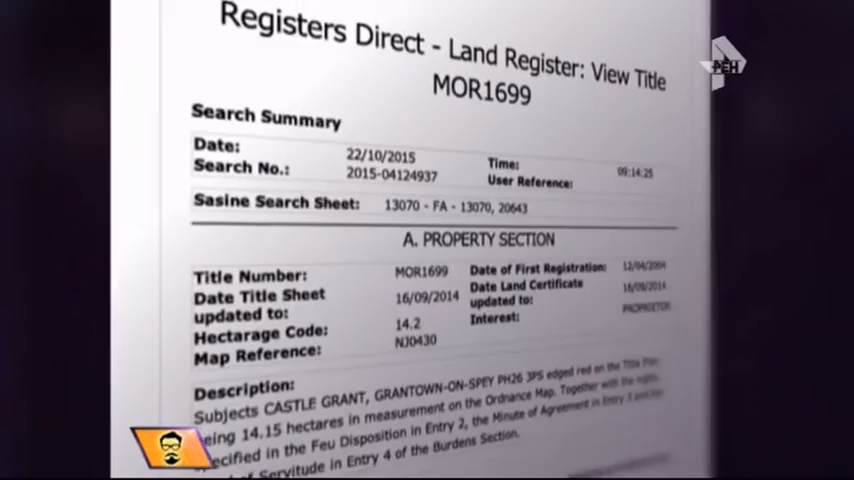 Registers Direct - Land Register: View Title
MOR1699
РЕН
Search Summary
Date: 22/10/2015 Time: 09:14:25
Search No.: 2015-04124937 User Reference:
Sasine Search Sheet: 13070 - FA - 13070, 20643
A. PROPERTY SECTION
Title Number: MOR1699 Date of First Registration:
Date Title Sheet updated to: 16/09/2014 Date Land Certificate updated to: 16/09/2014
Hectarage Code: 14.2 Interest: PROPRIETOR
Map Reference: NJ0430
Description:
Subjects CASTLE GRANT, GRANTOWN-ON-SPEY PH26 3PS edged red on the Title Plan
being 14.15 hectares in measurement on the Ordnance Map. Together with the rights
specified in the Feu Disposition in Entry 2, the Minute of Agreement in Entry 3 and
of Servitude in Entry 4 of the Burdens Section.